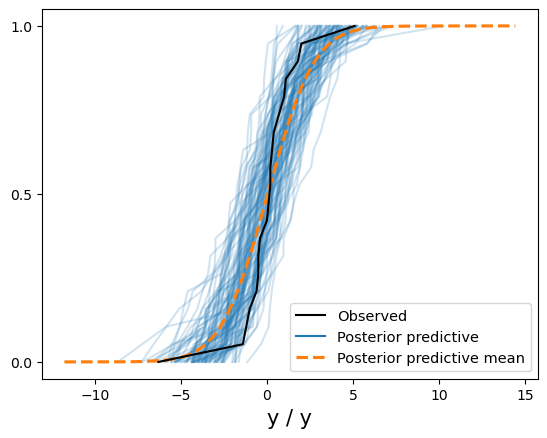 1.0
0.5
0.0
Observed
Posterior predictive
Posterior predictive mean
−10 −5 0 5 10 15
y / y